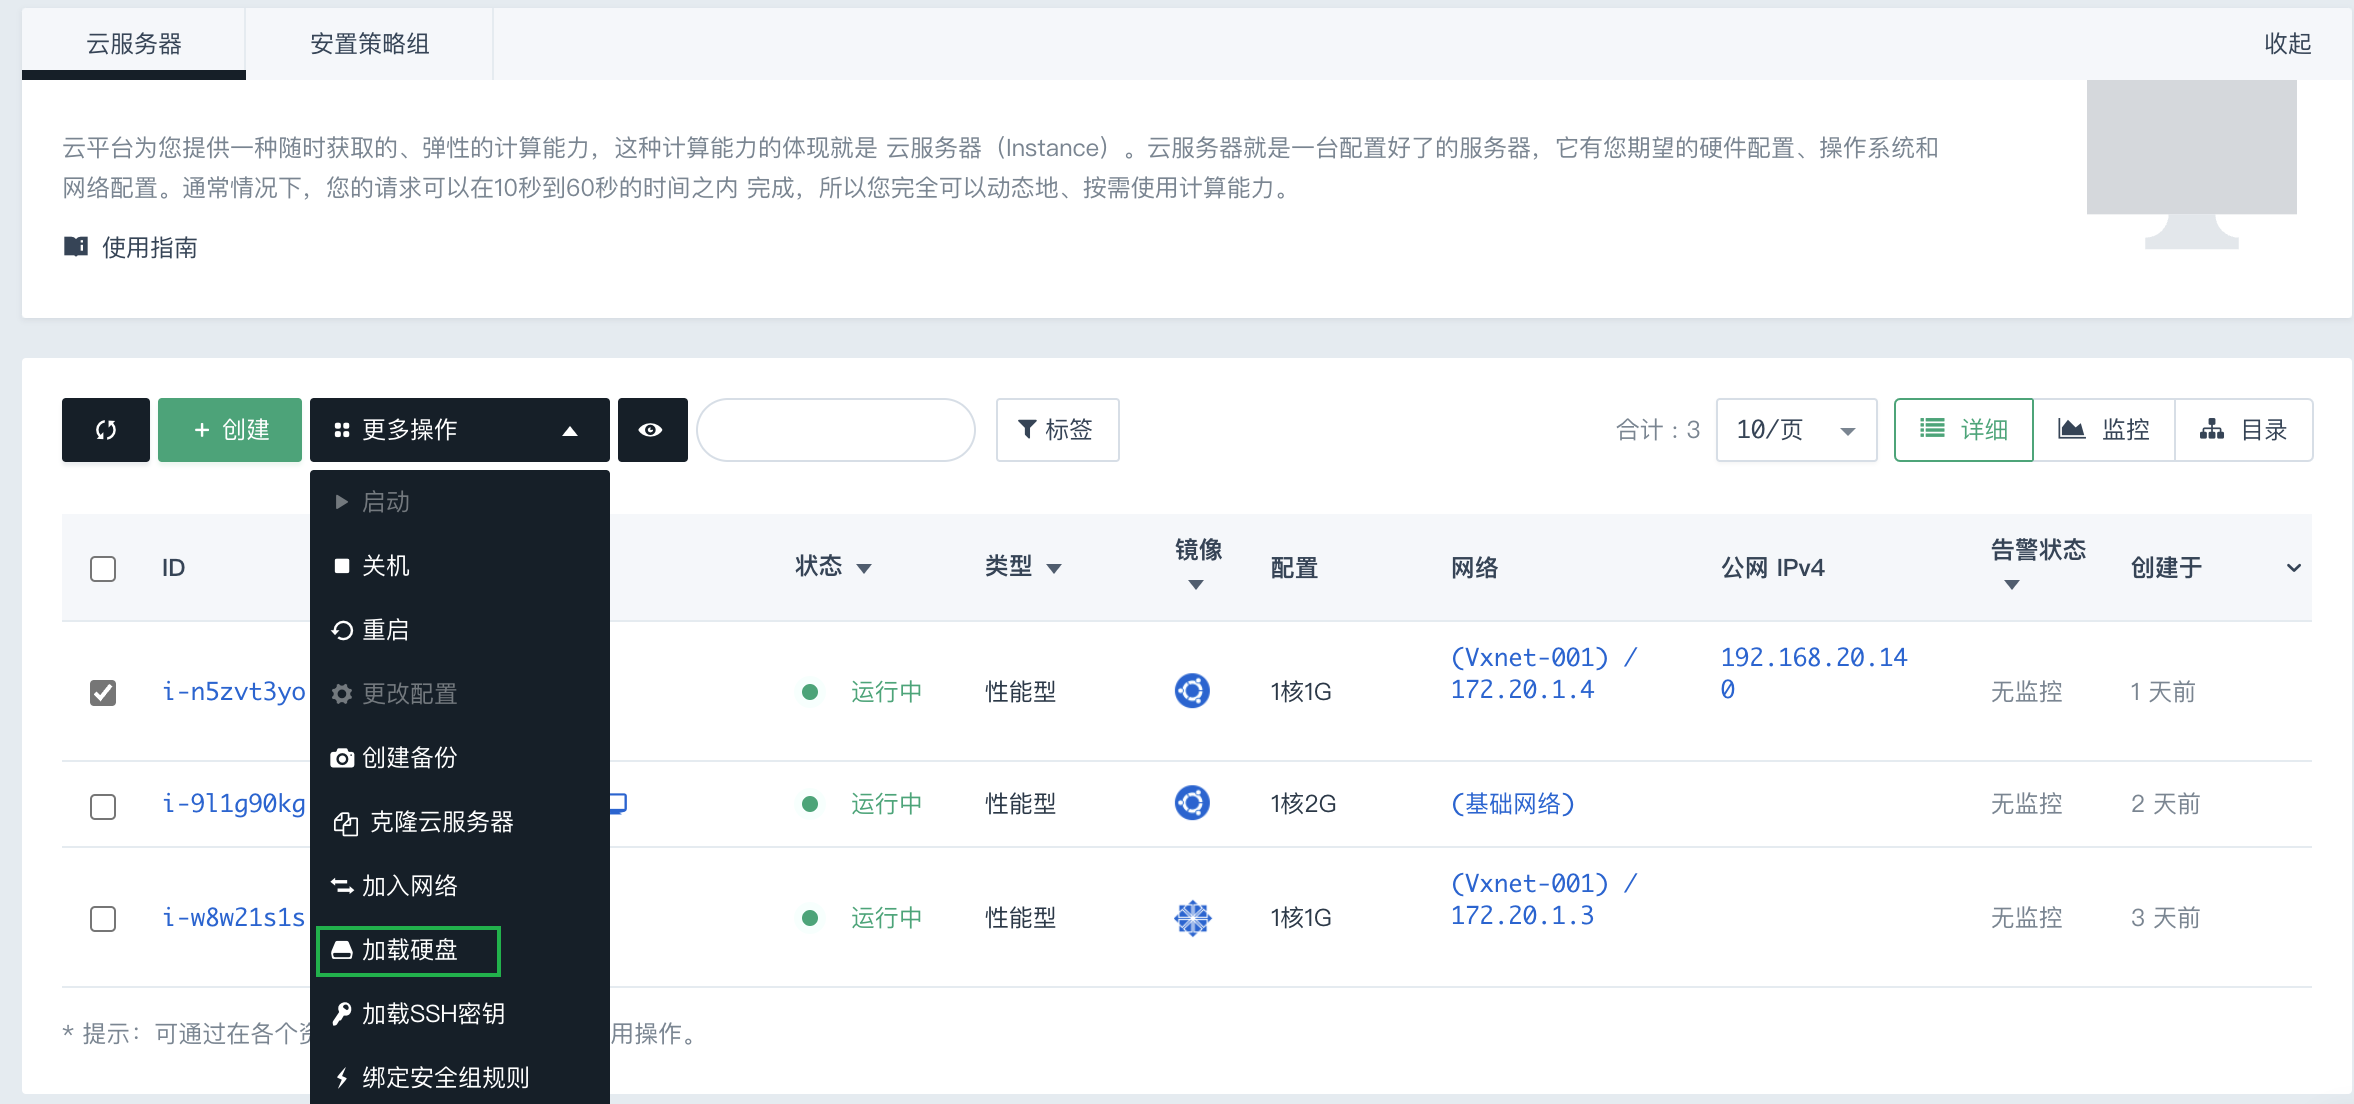 云服务器
安置策略组
收起
云平台为您提供一种随时获取的、弹性的计算能力，这种计算能力的体现就是 云服务器（Instance）。云服务器就是一台配置好了的服务器，它有您期望的硬件配置、操作系统和
网络配置。通常情况下，您的请求可以在10秒到60秒的时间之内 完成，所以您完全可以动态地、按需使用计算能力。
使用指南
+ 创建
更多操作
标签
合计：3
10/页
详细
监控
目录
ID
状态
类型
镜像
配置
网络
公网 IPv4
告警状态
创建于
i-n5zvt3yo
运行中
性能型
1核1G
(Vxnet-001) /
172.20.1.4
192.168.20.14
0
无监控
1 天前
i-9l1g90kg
运行中
性能型
1核2G
(基础网络)
无监控
2 天前
i-w8w21s1s
运行中
性能型
1核1G
(Vxnet-001) /
172.20.1.3
无监控
3 天前
启动
关机
重启
更改配置
创建备份
克隆云服务器
加入网络
加载硬盘
加载SSH密钥
绑定安全组规则
* 提示：可通过在各个
用操作。